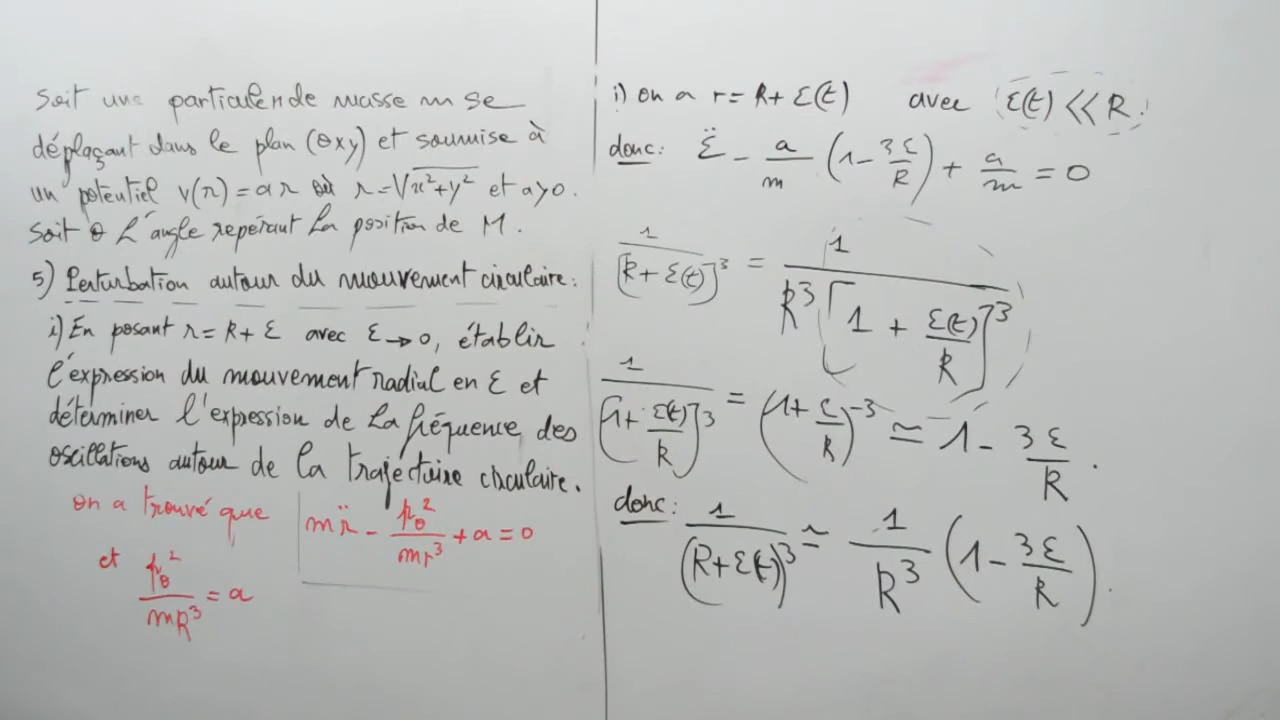 Soit une particule de masse m se
déplaçant dans le plan (oxy) et soumise à
un potentiel V(r) = a r où r = √(x² + y²) et a > 0.
Soit θ L'angle repérant La position de M.
5) Perturbation autour du mouvement circulaire :
i) En posant r = R + ε avec ε → 0, établir
l'expression du mouvement radial en ε et
déterminer l'expression de La fréquence des
oscillations autour de la trajectoire circulaire.
on a trouvé que m r̈ - p_θ²/(m r³) + a = 0
et p_θ²/(m R³) = a
i) on a r = R + ε(t) avec ε(t) << R.
donc : ε̈ - a/m (1 - 3ε/R) + a/m = 0
1/[R + ε(t)]³ = 1/(R³ [1 + ε(t)/R]³)
1/[1 + ε(t)/R]³ = (1 + ε/R)⁻³ ≃ 1 - 3ε/R .
donc : 1/(R + ε(t))³ ≃ 1/R³ (1 - 3ε/R) .